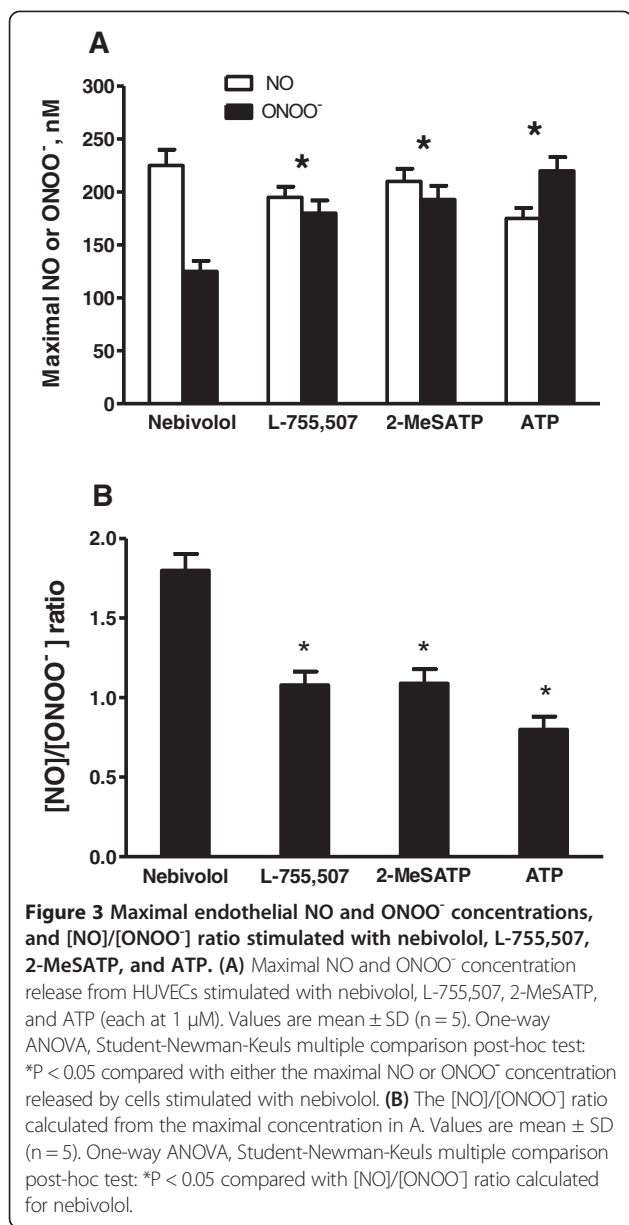 A
NO
ONOO⁻
300
250
200
150
100
50
0
Maximal NO or ONOO⁻, nM
*
*
*
Nebivolol L-755,507 2-MeSATP ATP
B
2.0
1.5
1.0
0.5
0.0
[NO]/[ONOO⁻] ratio
*
*
*
Nebivolol L-755,507 2-MeSATP ATP
Figure 3 Maximal endothelial NO and ONOO⁻ concentrations,
and [NO]/[ONOO⁻] ratio stimulated with nebivolol, L-755,507,
2-MeSATP, and ATP. (A) Maximal NO and ONOO⁻ concentration
release from HUVECs stimulated with nebivolol, L-755,507, 2-MeSATP,
and ATP (each at 1 μM). Values are mean ± SD (n = 5). One-way
ANOVA, Student-Newman-Keuls multiple comparison post-hoc test:
*P < 0.05 compared with either the maximal NO or ONOO⁻ concentration
released by cells stimulated with nebivolol. (B) The [NO]/[ONOO⁻] ratio
calculated from the maximal concentration in A. Values are mean ± SD
(n = 5). One-way ANOVA, Student-Newman-Keuls multiple comparison
post-hoc test: *P < 0.05 compared with [NO]/[ONOO⁻] ratio calculated
for nebivolol.